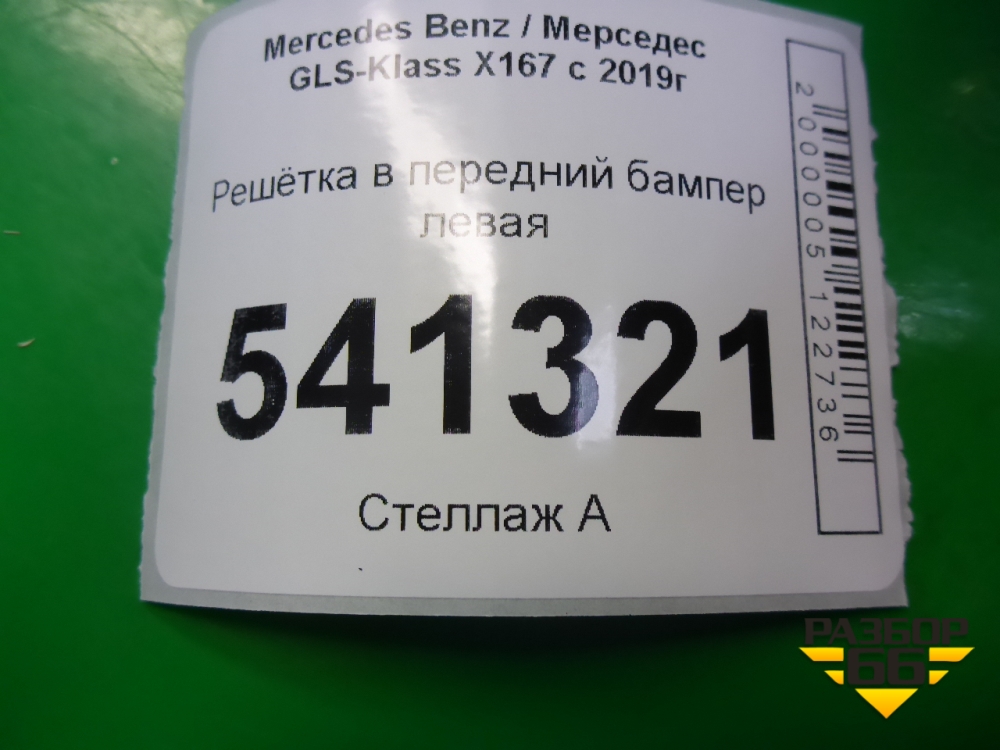 Mercedes Benz / Мерседес
GLS-Klass X167 с 2019г
Решётка в передний бампер
левая
541321
Стеллаж А
2000005122736
РАЗБОР
66